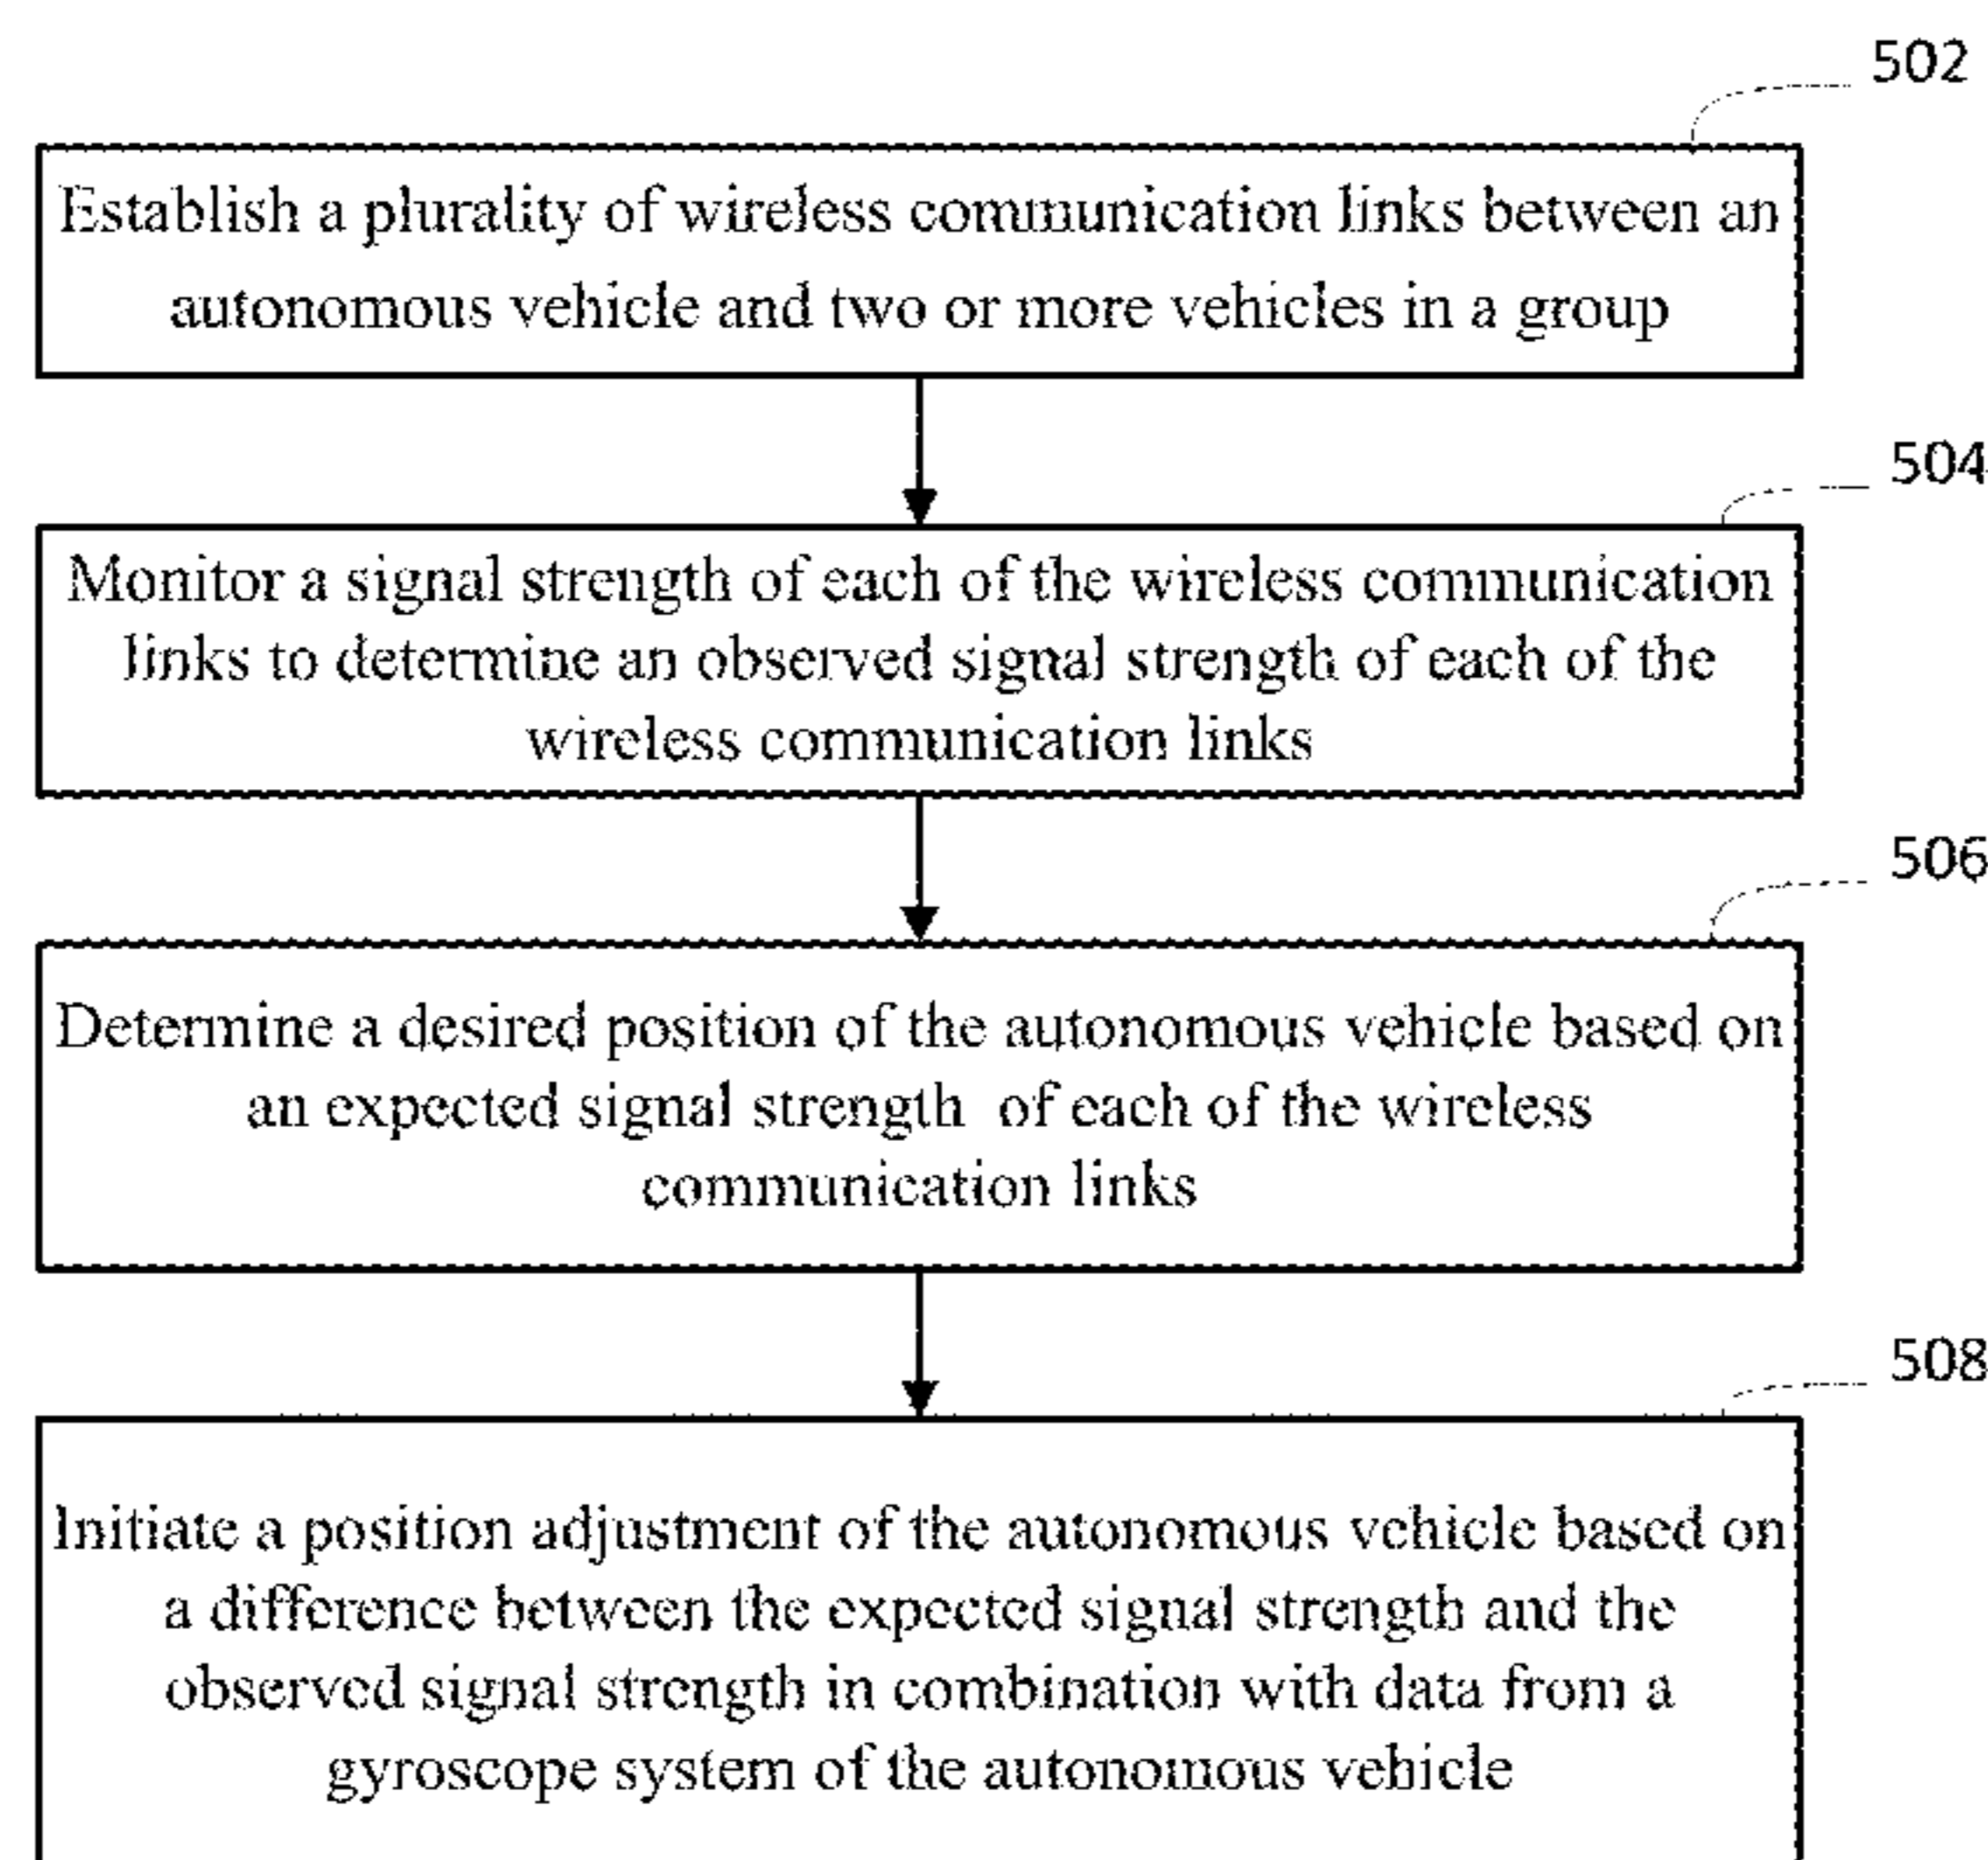 502
Establish a plurality of wireless communication links between an
autonomous vehicle and two or more vehicles in a group
504
Monitor a signal strength of each of the wireless communication
links to determine an observed signal strength of each of the
wireless communication links
506
Determine a desired position of the autonomous vehicle based on
an expected signal strength of each of the wireless
communication links
508
Initiate a position adjustment of the autonomous vehicle based on
a difference between the expected signal strength and the
observed signal strength in combination with data from a
gyroscope system of the autonomous vehicle